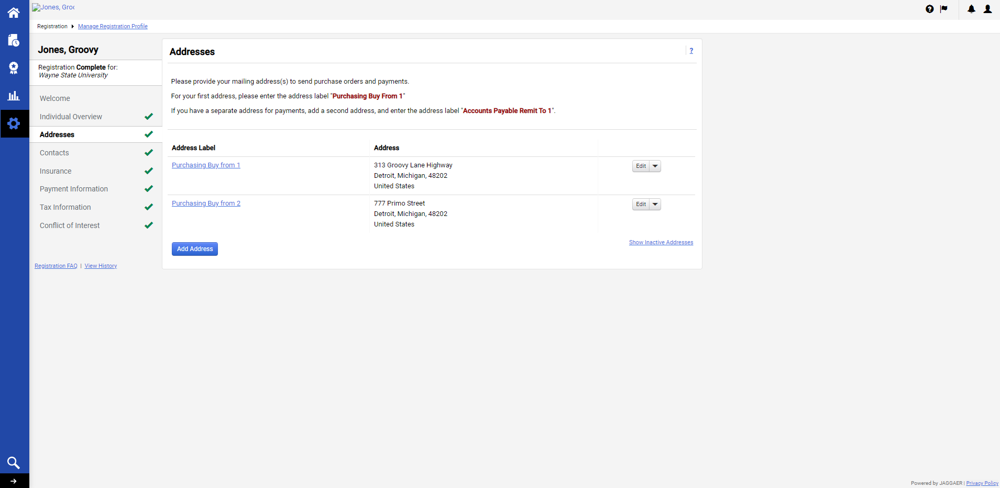 Jones, Groo
Registration Manage Registration Profile
Jones, Groovy
Registration Complete for:
Wayne State University
Welcome
Individual Overview
Addresses
Contacts
Insurance
Payment Information
Tax Information
Conflict of Interest
Registration FAQ | View History
Addresses
?
Please provide your mailing address(s) to send purchase orders and payments.
For your first address, please enter the address label "Purchasing Buy From 1"
If you have a separate address for payments, add a second address, and enter the address label "Accounts Payable Remit To 1".
Address Label Address
Purchasing Buy from 1 313 Groovy Lane Highway Edit
Detroit, Michigan, 48202
United States
Purchasing Buy from 2 777 Primo Street Edit
Detroit, Michigan, 48202
United States
Show Inactive Addresses
Add Address
Powered by JAGGAER | Privacy Policy